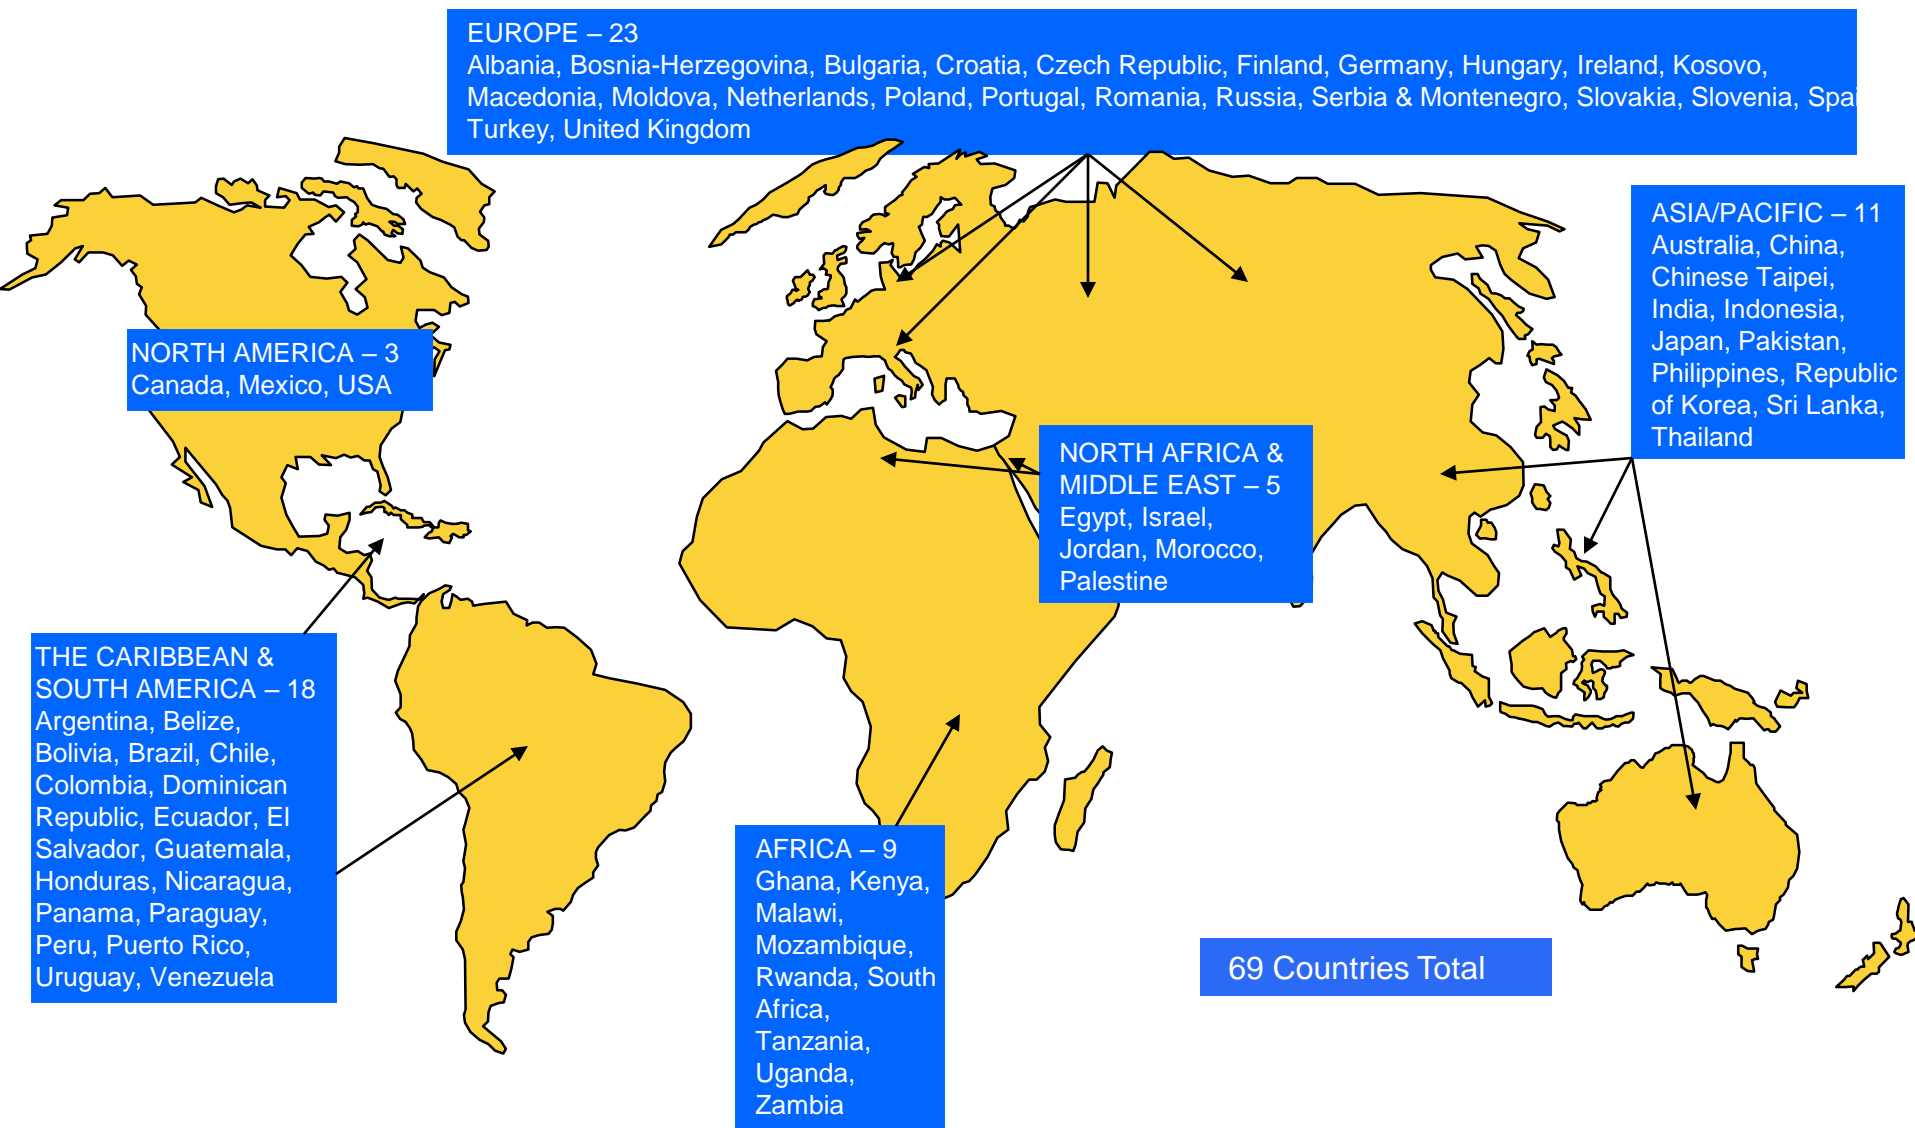 EUROPE – 23
Albania, Bosnia-Herzegovina, Bulgaria, Croatia, Czech Republic, Finland, Germany, Hungary, Ireland, Kosovo,
Macedonia, Moldova, Netherlands, Poland, Portugal, Romania, Russia, Serbia & Montenegro, Slovakia, Slovenia, Spai
Turkey, United Kingdom
ASIA/PACIFIC – 11
Australia, China,
Chinese Taipei,
India, Indonesia,
Japan, Pakistan,
Philippines, Republic
of Korea, Sri Lanka,
Thailand
NORTH AMERICA – 3
Canada, Mexico, USA
NORTH AFRICA &
MIDDLE EAST – 5
Egypt, Israel,
Jordan, Morocco,
Palestine
THE CARIBBEAN &
SOUTH AMERICA – 18
Argentina, Belize,
Bolivia, Brazil, Chile,
Colombia, Dominican
Republic, Ecuador, El
Salvador, Guatemala,
Honduras, Nicaragua,
Panama, Paraguay,
Peru, Puerto Rico,
Uruguay, Venezuela
AFRICA – 9
Ghana, Kenya,
Malawi,
Mozambique,
Rwanda, South
Africa,
Tanzania,
Uganda,
Zambia
69 Countries Total